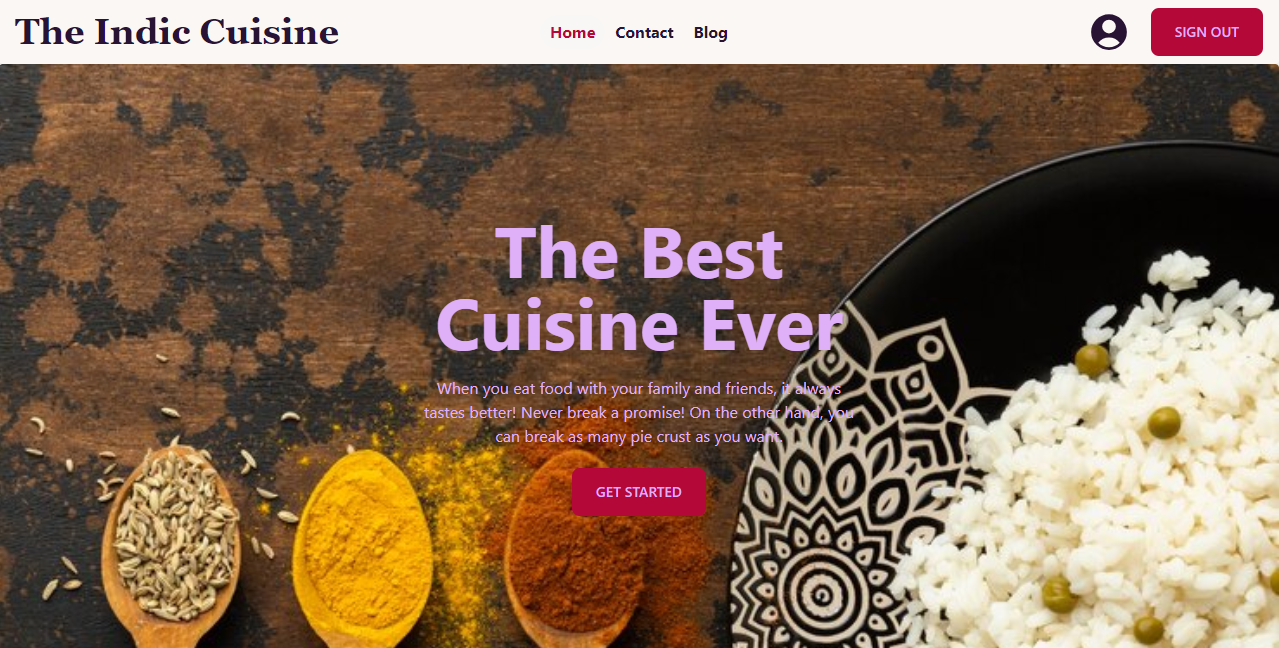 The Indic Cuisine
Home Contact Blog
SIGN OUT
The Best
Cuisine Ever
When you eat food with your family and friends, it always
tastes better! Never break a promise! On the other hand, you
can break as many pie crust as you want.
GET STARTED